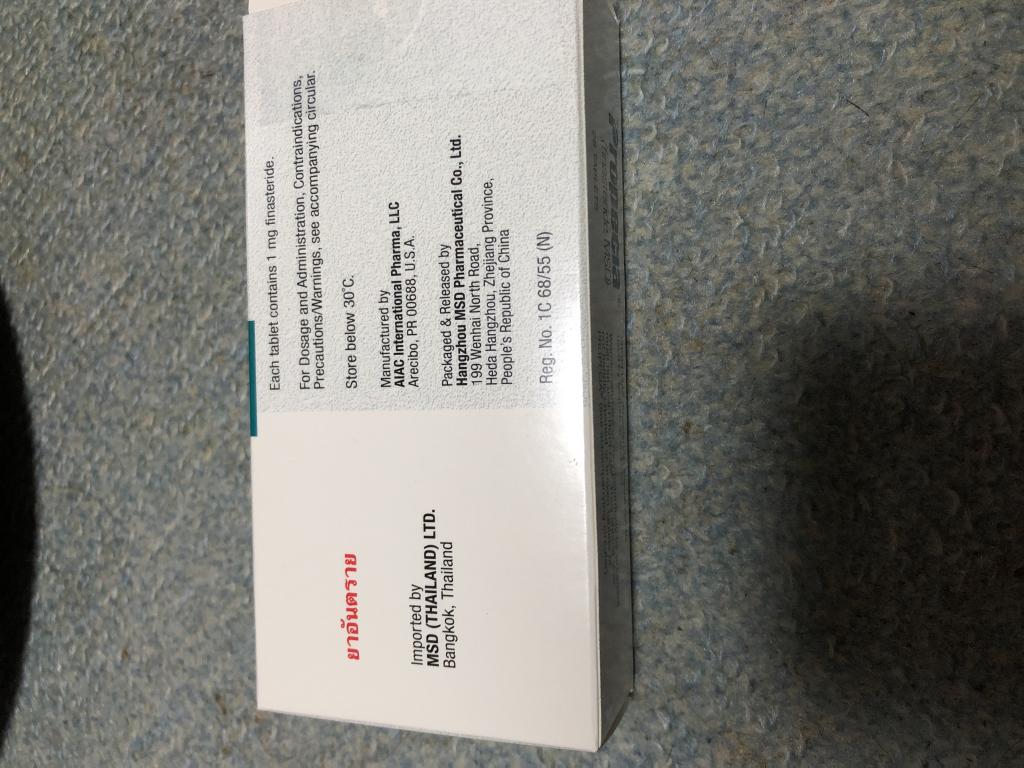 Each tablet contains 1 mg finasteride.
For Dosage and Administration, Contraindications,
Precautions/Warnings, see accompanying circular.
Store below 30°C.
Manufactured by
AIAC International Pharma, LLC
Arecibo, PR 00688, U.S.A.
Packaged & Released by
Hangzhou MSD Pharmaceutical Co., Ltd.
199 Wenhai North Road,
Heda Hangzhou, Zhejiang Province,
People's Republic of China
Reg. No. 1C 68/55 (N)
ยาอันตราย
Imported by
MSD (THAILAND) LTD.
Bangkok, Thailand